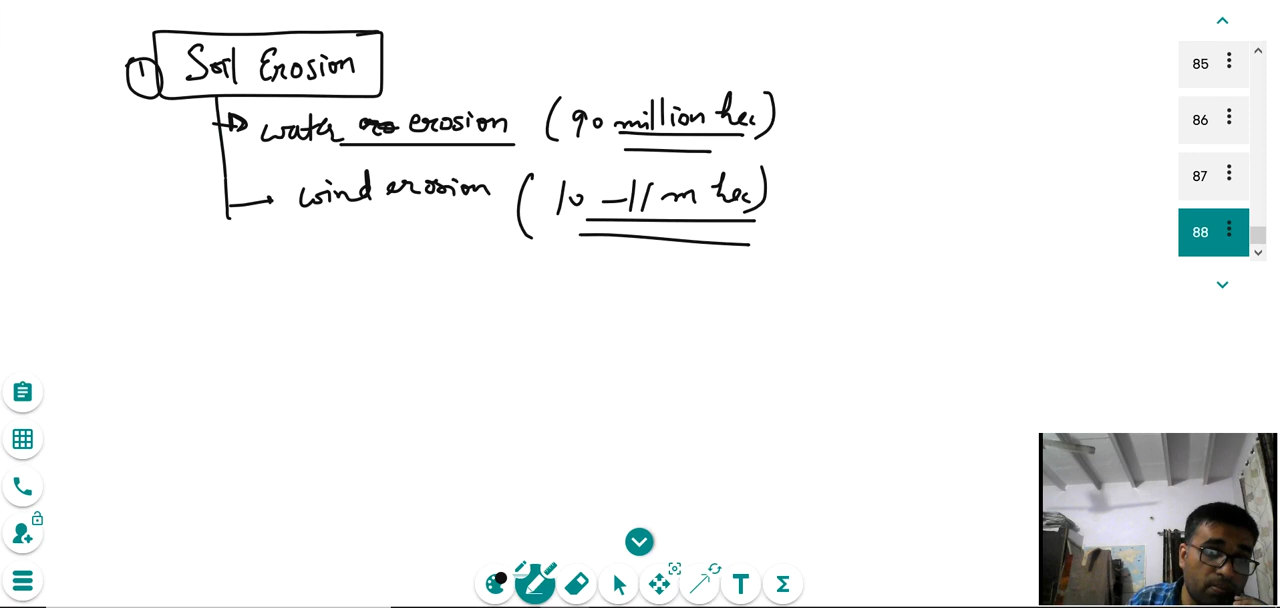 ① Soil Erosion
→ water erosion (90 million hec)
→ wind erosion (10 - 11 m hec)
85
86
87
88
T
Σ